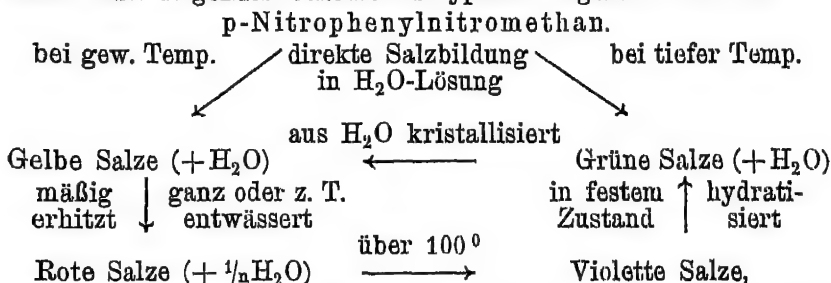 p-Nitrophenylnitromethan.
bei gew. Temp. direkte Salzbildung bei tiefer Temp.
in H₂O-Lösung
aus H₂O kristallisiert
Gelbe Salze (+H₂O) ← Grüne Salze (+H₂O)
mäßig ganz oder z. T. in festem ↑ hydrati-
erhitzt ↓ entwässert Zustand siert
über 100⁰
Rote Salze (+ ¹/ₙH₂O) → Violette Salze,